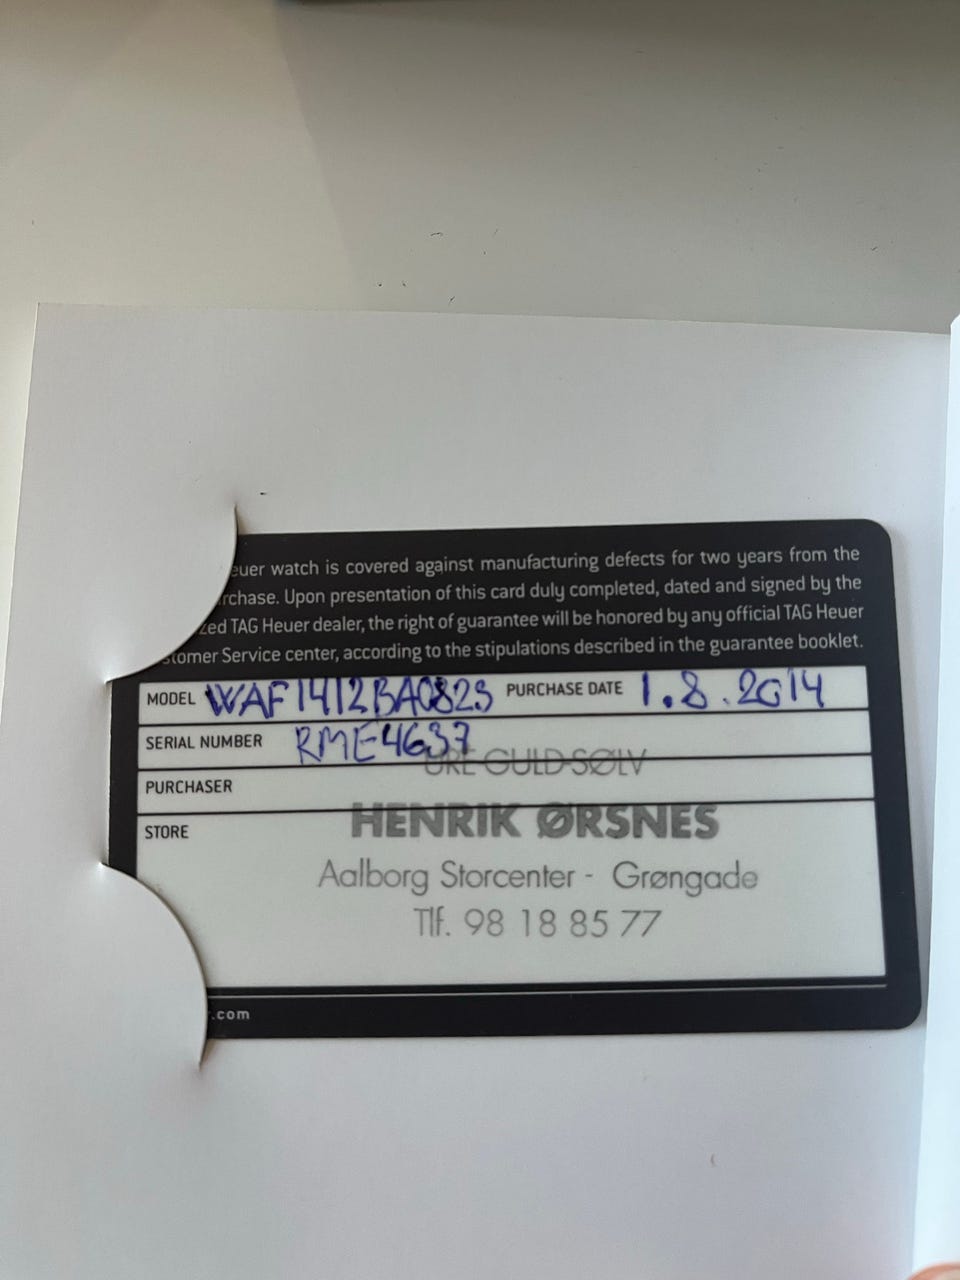 euer watch is covered against manufacturing defects for two years from the
rchase. Upon presentation of this card duly completed, dated and signed by the
zed TAG Heuer dealer, the right of guarantee will be honored by any official TAG Heuer
stomer Service center, according to the stipulations described in the guarantee booklet.
MODEL WAF1412BA0823 PURCHASE DATE 1.8.2014
SERIAL NUMBER RME4637
URE GULD-SØLV
PURCHASER
HENRIK ØRSNES
STORE
Aalborg Storcenter - Grøngade
Tlf. 98 18 85 77
.com